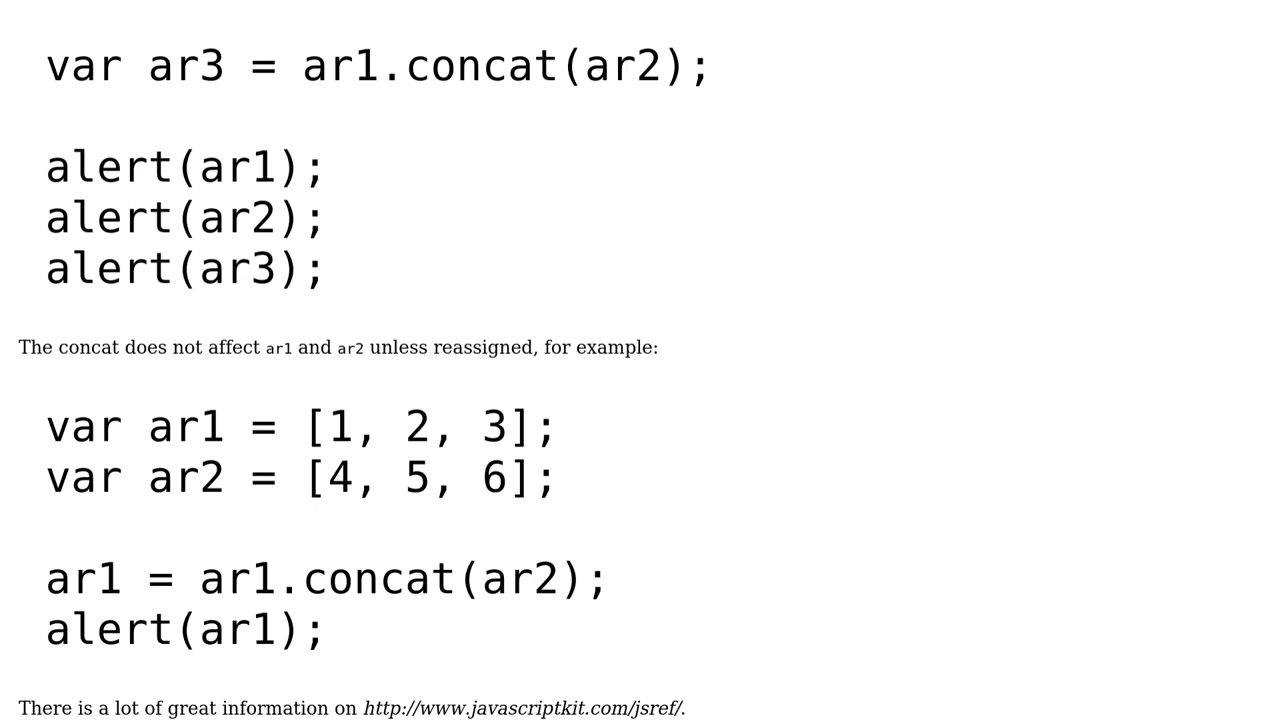 var ar3 = ar1.concat(ar2);
alert(ar1);
alert(ar2);
alert(ar3);
The concat does not affect ar1 and ar2 unless reassigned, for example:
var ar1 = [1, 2, 3];
var ar2 = [4, 5, 6];
ar1 = ar1.concat(ar2);
alert(ar1);
There is a lot of great information on http://www.javascriptkit.com/jsref/.